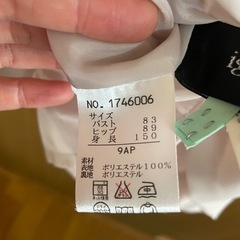 NO.1746006
サイズ
バスト 83
ヒップ 89
身長 150
9AP
素材
表地 ポリエステル100%
裏地 ポリエステル